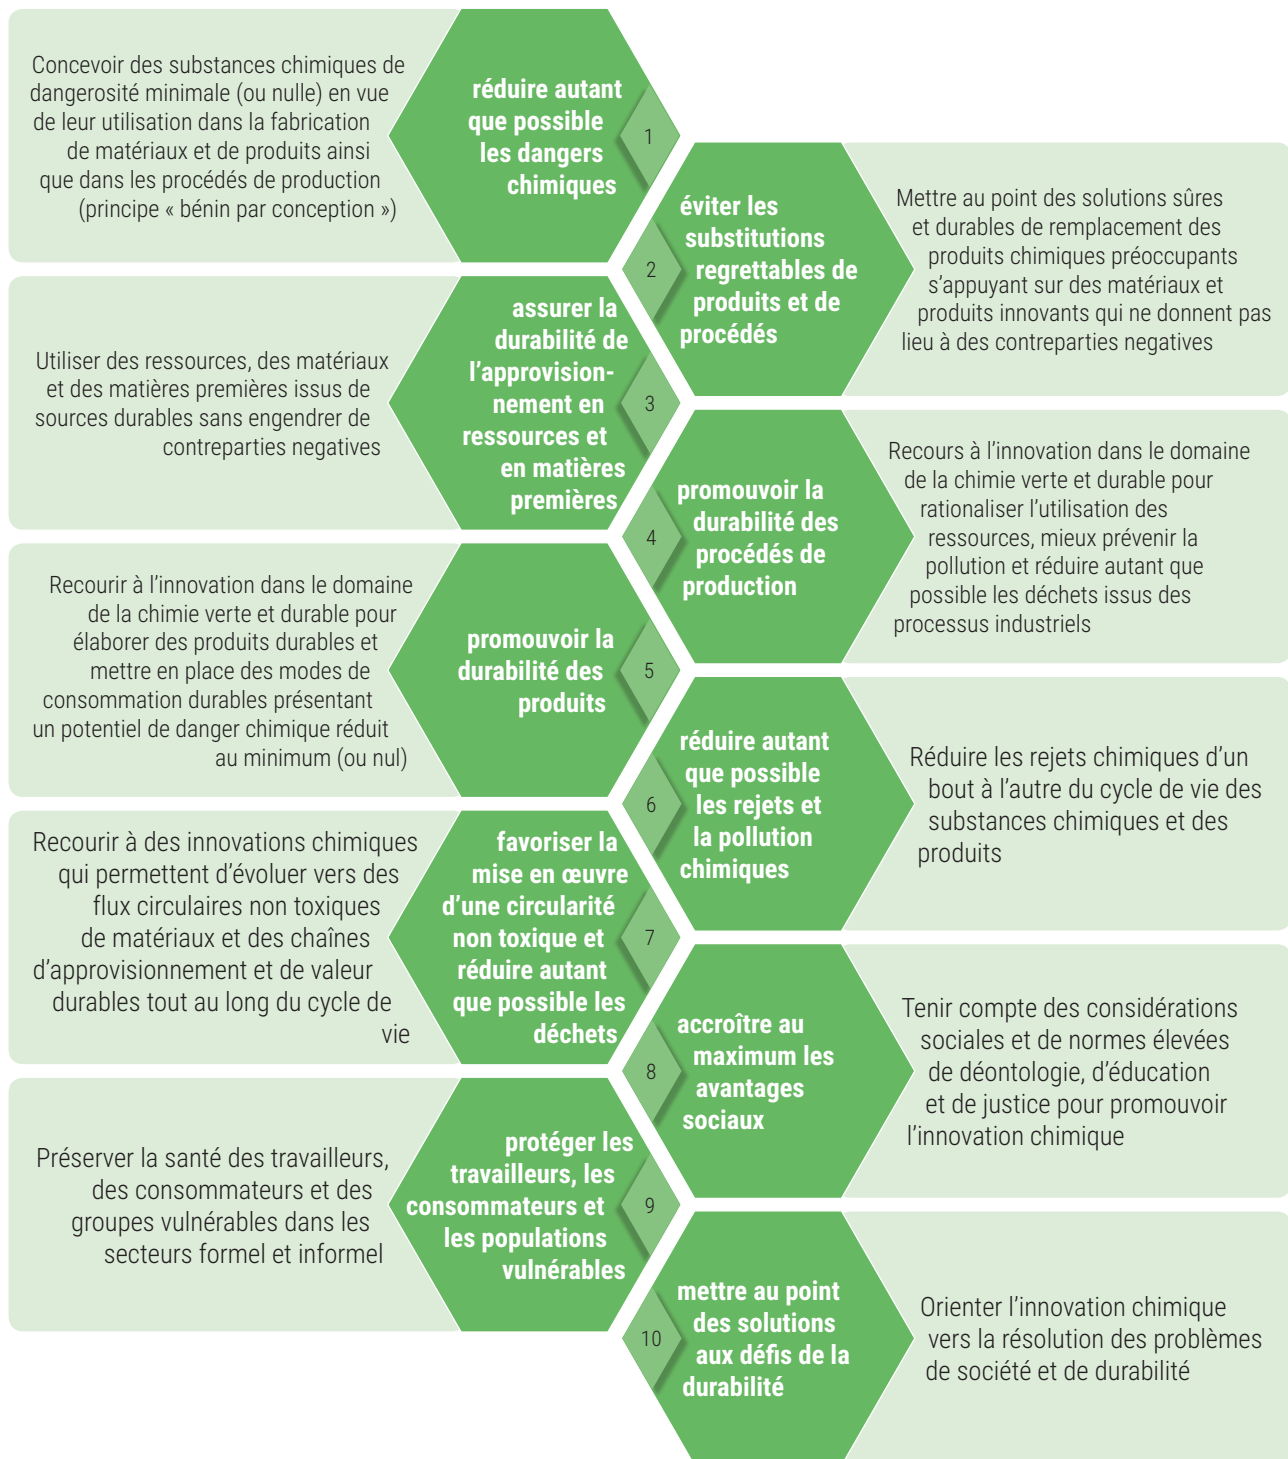 Concevoir des substances chimiques de
dangerosité minimale (ou nulle) en vue
de leur utilisation dans la fabrication
de matériaux et de produits ainsi
que dans les procédés de production
(principe « bénin par conception »)
réduire autant
que possible
les dangers
chimiques
1
2
éviter les
substitutions
regrettables de
produits et de
procédés
Mettre au point des solutions sûres
et durables de remplacement des
produits chimiques préoccupants
s’appuyant sur des matériaux et
produits innovants qui ne donnent pas
lieu à des contreparties negatives
Utiliser des ressources, des matériaux
et des matières premières issus de
sources durables sans engendrer de
contreparties negatives
assurer la
durabilité de
l’approvision-
nement en
ressources et
en matières
premières
3
4
promouvoir la
durabilité des
procédés de
production
Recours à l’innovation dans le domaine
de la chimie verte et durable pour
rationaliser l’utilisation des
ressources, mieux prévenir la
pollution et réduire autant que
possible les déchets issus des
processus industriels
Recourir à l’innovation dans le domaine
de la chimie verte et durable pour
élaborer des produits durables et
mettre en place des modes de
consommation durables présentant
un potentiel de danger chimique réduit
au minimum (ou nul)
promouvoir la
durabilité des
produits
5
6
réduire autant
que possible
les rejets et
la pollution
chimiques
Réduire les rejets chimiques d’un
bout à l’autre du cycle de vie des
substances chimiques et des
produits
Recourir à des innovations chimiques
qui permettent d’évoluer vers des
flux circulaires non toxiques
de matériaux et des chaînes
d’approvisionnement et de valeur
durables tout au long du cycle de
vie
favoriser la
mise en œuvre
d’une circularité
non toxique et
réduire autant
que possible les
déchets
7
8
accroître au
maximum les
avantages
sociaux
Tenir compte des considérations
sociales et de normes élevées
de déontologie, d’éducation
et de justice pour promouvoir
l’innovation chimique
Préserver la santé des travailleurs,
des consommateurs et des
groupes vulnérables dans les
secteurs formel et informel
protéger les
travailleurs, les
consommateurs et
les populations
vulnérables
9
10
mettre au point
des solutions
aux défis de la
durabilité
Orienter l’innovation chimique
vers la résolution des problèmes
de société et de durabilité